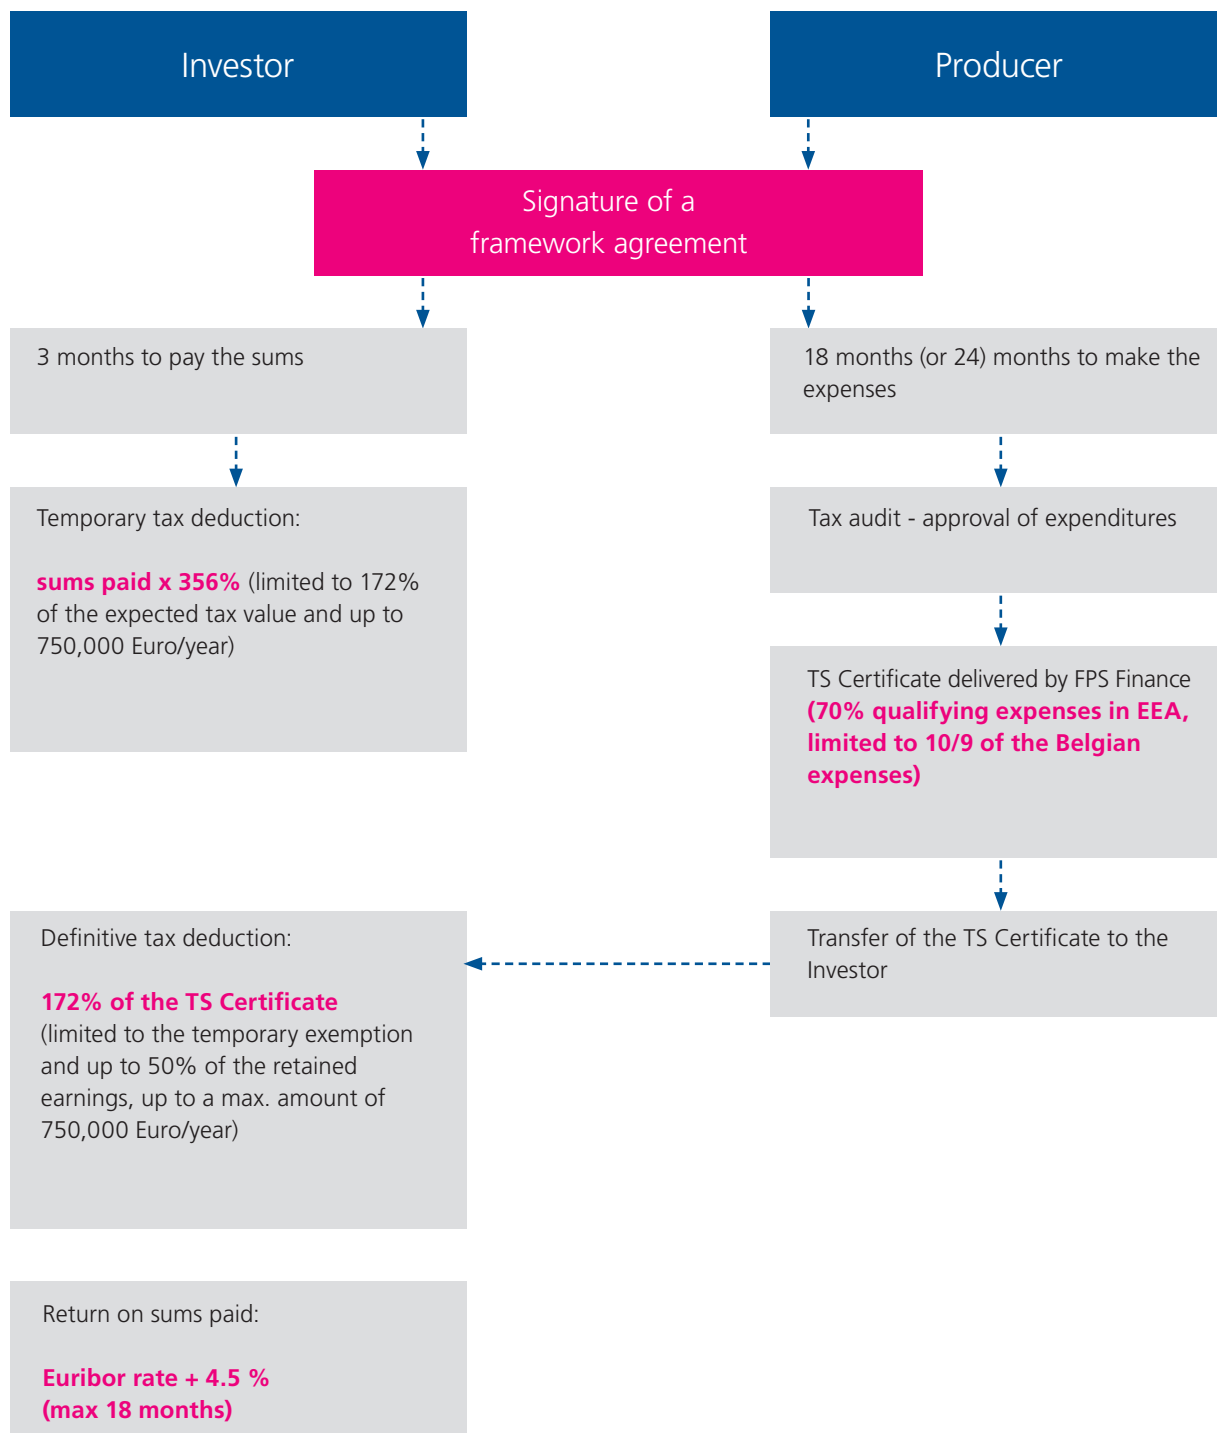 Investor
Producer
Signature of a
framework agreement
3 months to pay the sums
18 months (or 24) months to make the
expenses
Temporary tax deduction:
sums paid x 356% (limited to 172%
of the expected tax value and up to
750,000 Euro/year)
Tax audit - approval of expenditures
TS Certificate delivered by FPS Finance
(70% qualifying expenses in EEA,
limited to 10/9 of the Belgian
expenses)
Definitive tax deduction:
172% of the TS Certificate
(limited to the temporary exemption
and up to 50% of the retained
earnings, up to a max. amount of
750,000 Euro/year)
Transfer of the TS Certificate to the
Investor
Return on sums paid:
Euribor rate + 4.5 %
(max 18 months)